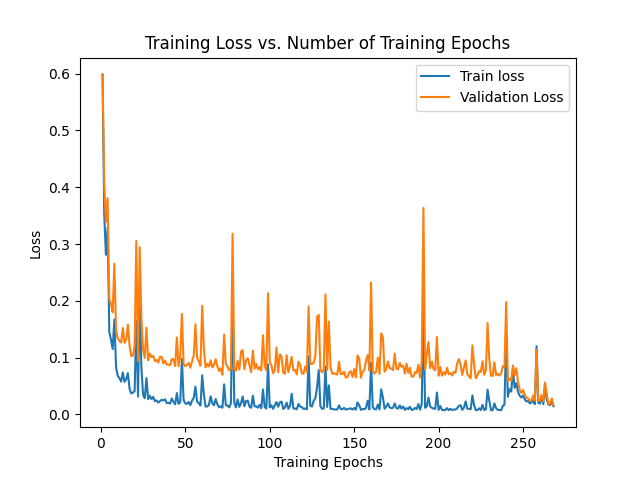 Training Loss vs. Number of Training Epochs
Train loss
Validation Loss
Loss
0.6
0.5
0.4
0.3
0.2
0.1
0.0
0 50 100 150 200 250
Training Epochs